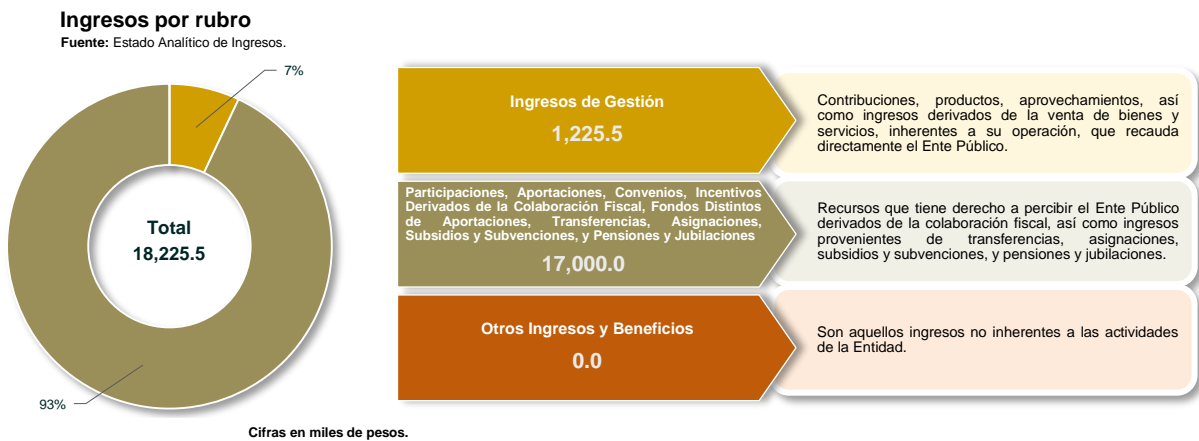 Ingresos por rubro
Fuente: Estado Analítico de Ingresos.
7%
Total
18,225.5
93%
Ingresos de Gestión
1,225.5
Contribuciones, productos, aprovechamientos, así
como ingresos derivados de la venta de bienes y
servicios, inherentes a su operación, que recauda
directamente el Ente Público.
Participaciones, Aportaciones, Convenios, Incentivos
Derivados de la Colaboración Fiscal, Fondos Distintos
de Aportaciones, Transferencias, Asignaciones,
Subsidios y Subvenciones, y Pensiones y Jubilaciones
17,000.0
Recursos que tiene derecho a percibir el Ente Público
derivados de la colaboración fiscal, así como ingresos
provenientes de transferencias, asignaciones,
subsidios y subvenciones, y pensiones y jubilaciones.
Otros Ingresos y Beneficios
0.0
Son aquellos ingresos no inherentes a las actividades
de la Entidad.
Cifras en miles de pesos.